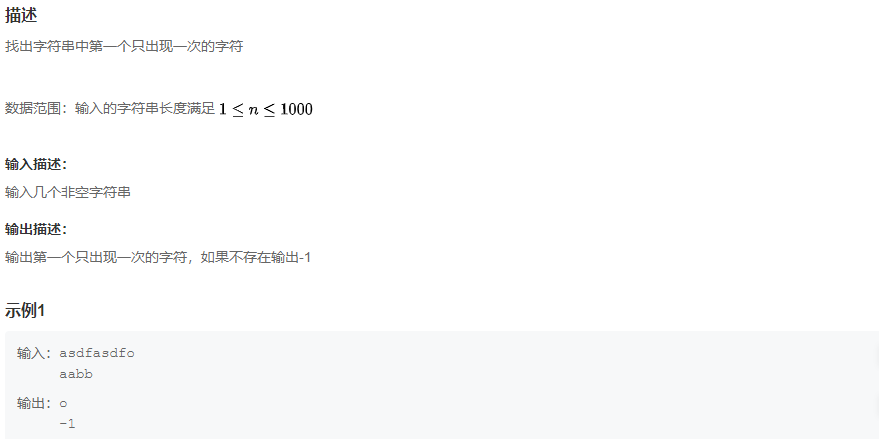 描述
找出字符串中第一个只出现一次的字符
数据范围：输入的字符串长度满足 1 ≤ n ≤ 1000
输入描述：
输入几个非空字符串
输出描述：
输出第一个只出现一次的字符，如果不存在输出-1
示例1
输入：asdfasdfo
aabb
输出：o
-1